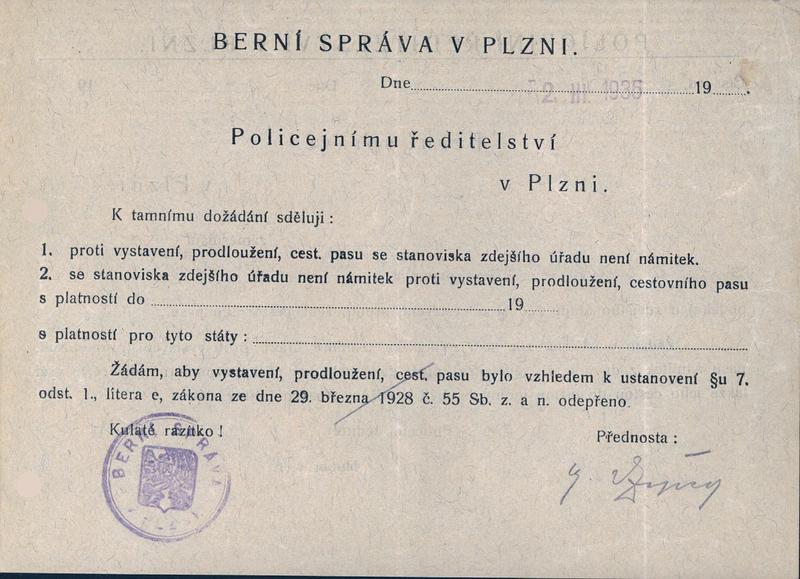 BERNÍ SPRÁVA V PLZNI.
Dne 2. III. 1935 19
Policejnímu ředitelství
v Plzni.
K tamnímu dožádání sděluji :
1. proti vystavení, prodloužení, cest. pasu se stanoviska zdejšího úřadu není námitek.
2. se stanoviska zdejšího úřadu není námitek proti vystavení, prodloužení, cestovního pasu
s platností do 19
s platností pro tyto státy :
Žádám, aby vystavení, prodloužení, cest. pasu bylo vzhledem k ustanovení §u 7.
odst. 1., litera e, zákona ze dne 29. března 1928 č. 55 Sb. z. a n. odepřeno.
Kulaté razítko !
Přednosta :
BERNÍ SPRÁVA